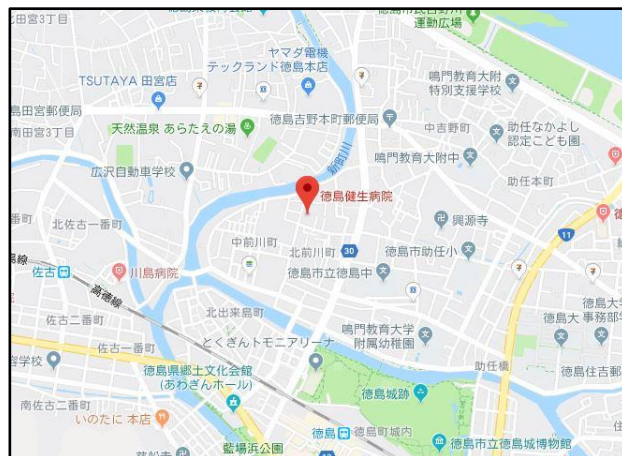 北田宮3丁目
運動広場
ヤマダ電機
テックランド徳島本店
TSUTAYA 田宮店
鳴門教育大附
特別支援学校
島田宮郵便局
南田宮3丁目
徳島吉野本町郵便局
中吉野町
天然温泉 あらたえの湯
助任なかよし
認定こども園
鳴門教育大附中
新町川
広沢自動車学校
助任本町
徳島健生病院
北佐古一番町
興源寺
11
中前川町
北前川町
30
徳島市助任小
佐古
川島病院
徳島市立徳島中
高徳線
北出来島町
徳島大
徳島大学
事務部
佐古二番町
とくぎんトモニアリーナ
鳴門教育大学
附属幼稚園
助任橋
徳島県郷土文化会館
(あわぎんホール)
徳島住吉郵
徳島城跡
南佐古二番町
いのたに 本店
徳島
徳島町城内
藍場浜公園
徳島市立徳島城博物館